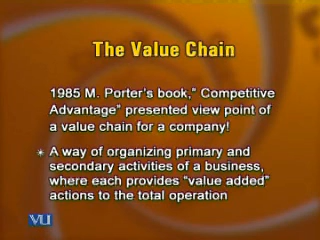 The Value Chain
1985 M. Porter's book," Competitive
Advantage" presented view point of
a value chain for a company!
✴ A way of organizing primary and
secondary activities of a business,
where each provides "value added"
actions to the total operation
VU